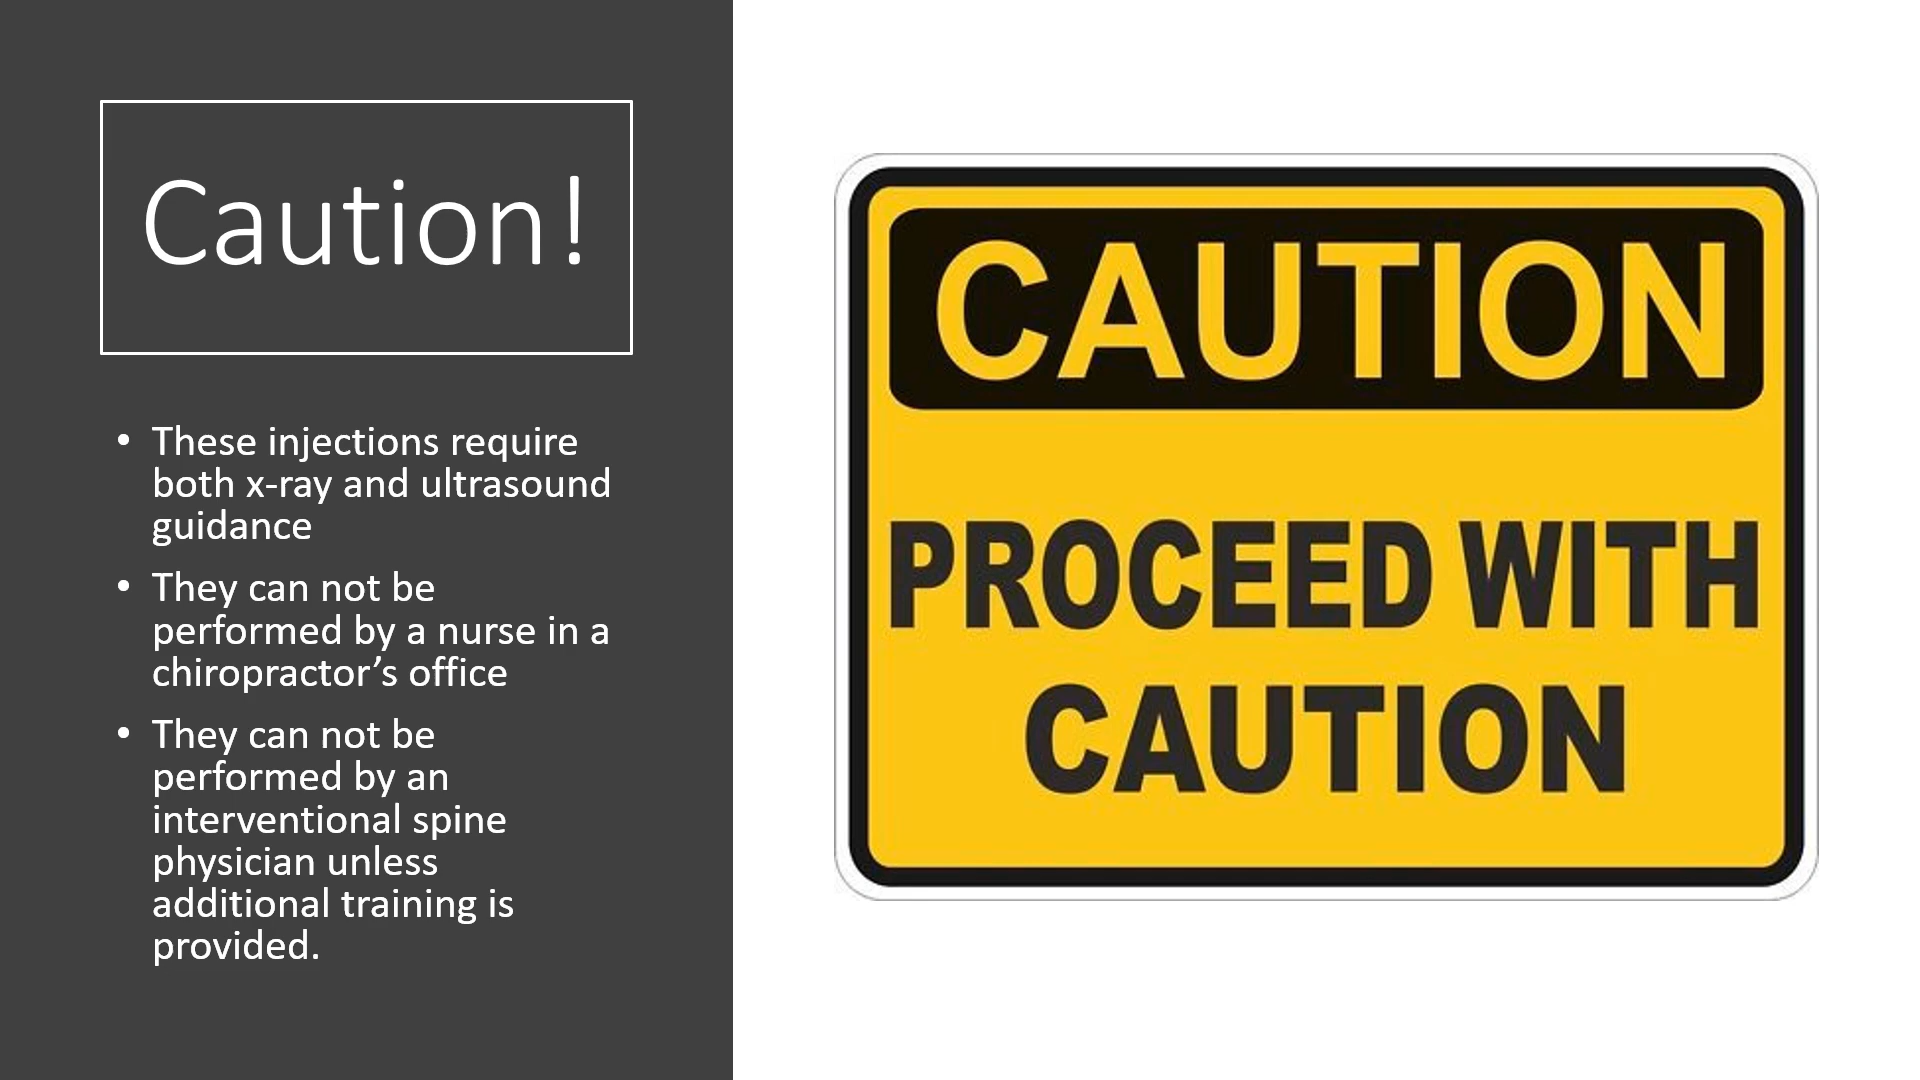 Caution!
• These injections require
both x-ray and ultrasound
guidance
• They can not be
performed by a nurse in a
chiropractor’s office
• They can not be
performed by an
interventional spine
physician unless
additional training is
provided.
CAUTION
PROCEED WITH
CAUTION